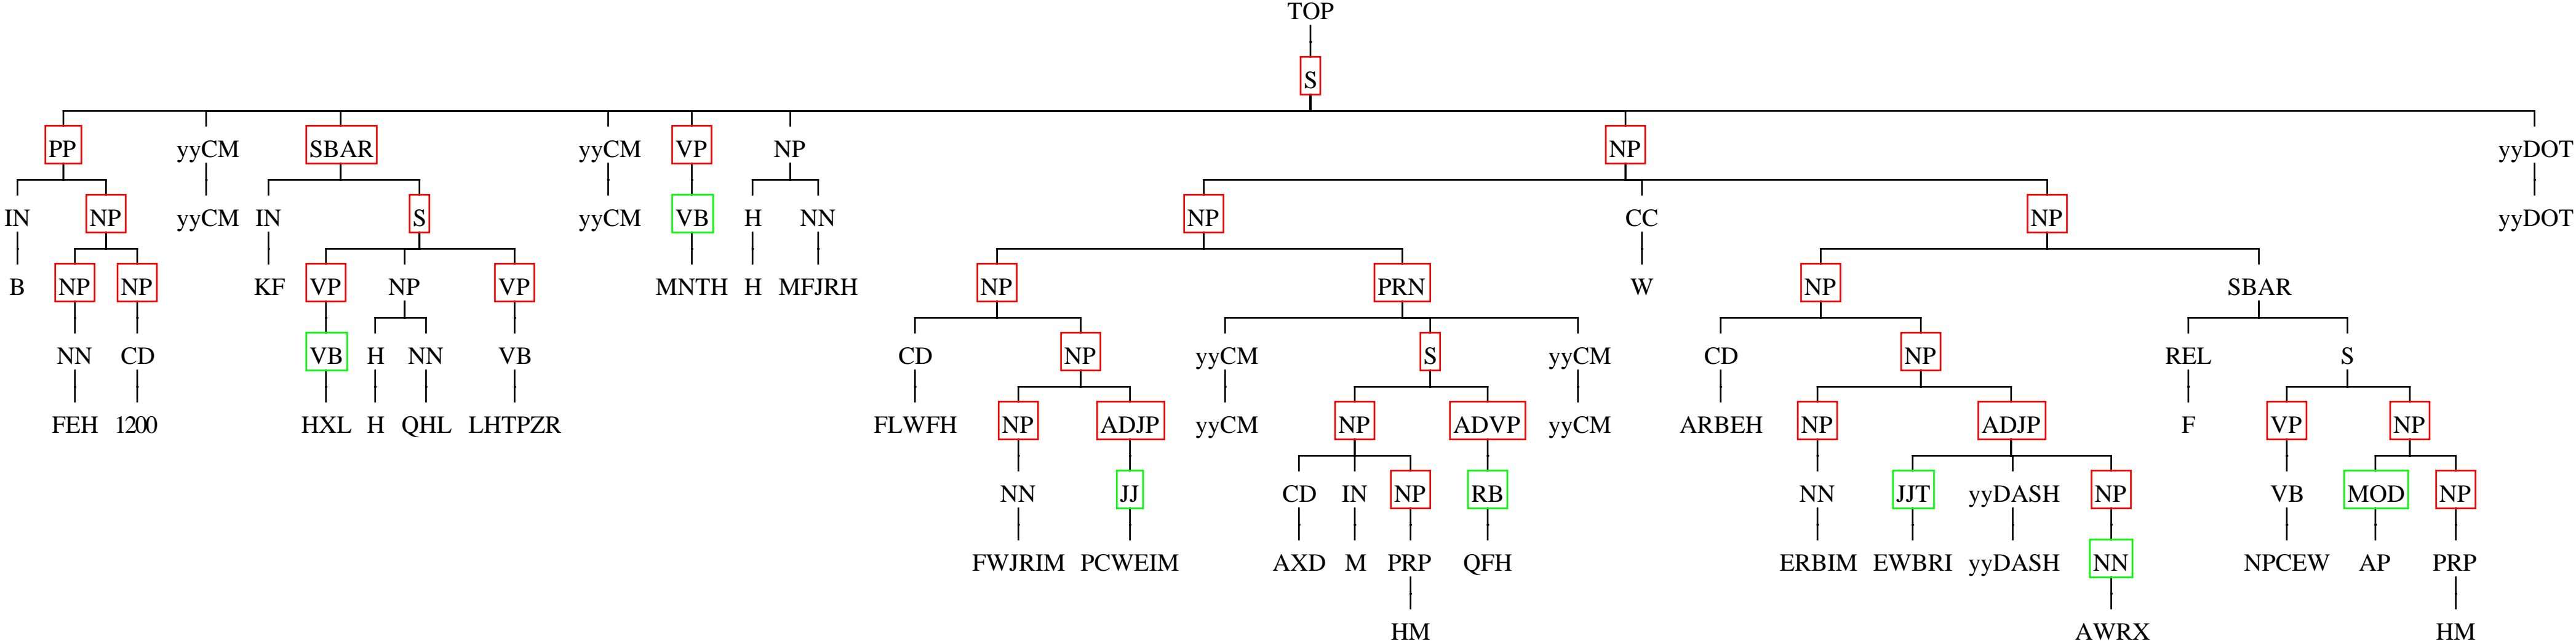 TOP
S
PP yyCM SBAR yyCM VP NP NP yyDOT
IN NP yyCM IN S yyCM VB H NN NP CC NP yyDOT
B NP NP KF VP NP VP MNTH H MFJRH NP PRN W NP SBAR
NN CD VB H NN VB CD NP yyCM S yyCM CD NP REL S
FEH 1200 HXL H QHL LHTPZR FLWFH NP ADJP yyCM NP ADVP yyCM ARBEH NP ADJP F VP NP
NN JJ CD IN NP RB NN JJT yyDASH NP VB MOD NP
FWJRIM PCWEIM AXD M PRP QFH ERBIM EWBRI yyDASH NN NPCEW AP PRP
HM AWRX HM